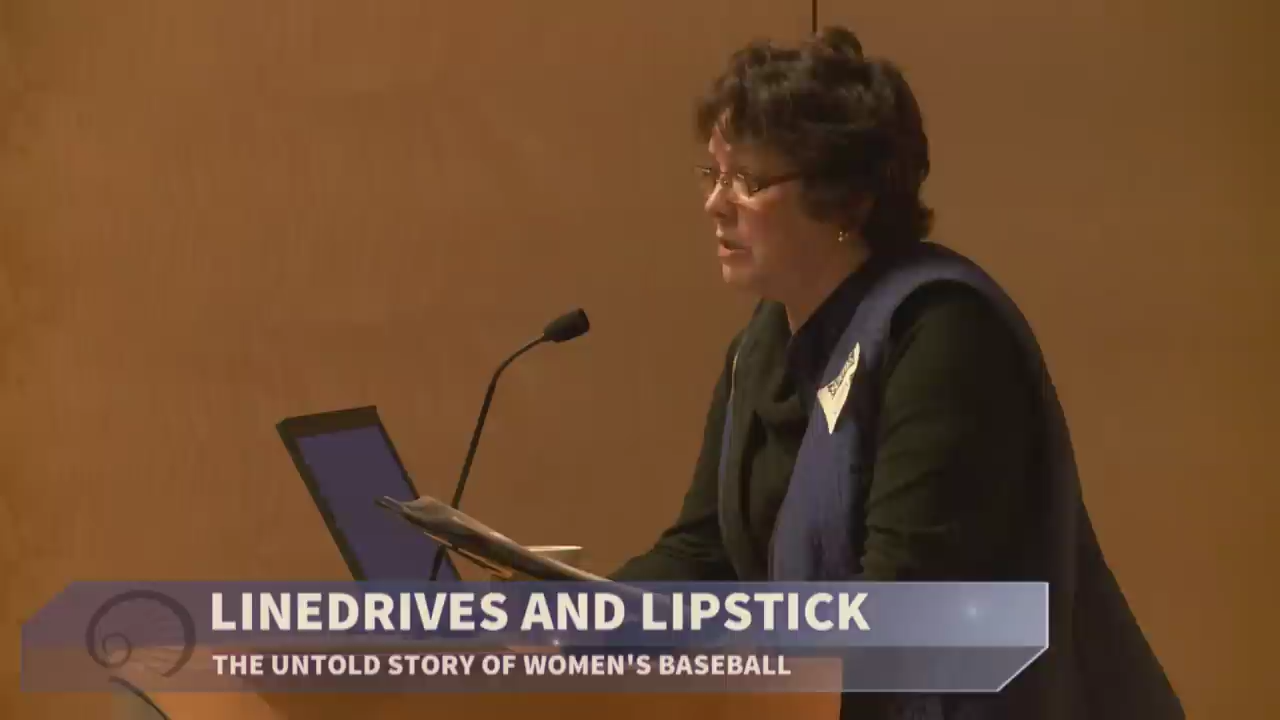 LINEDRIVES AND LIPSTICK
THE UNTOLD STORY OF WOMEN'S BASEBALL